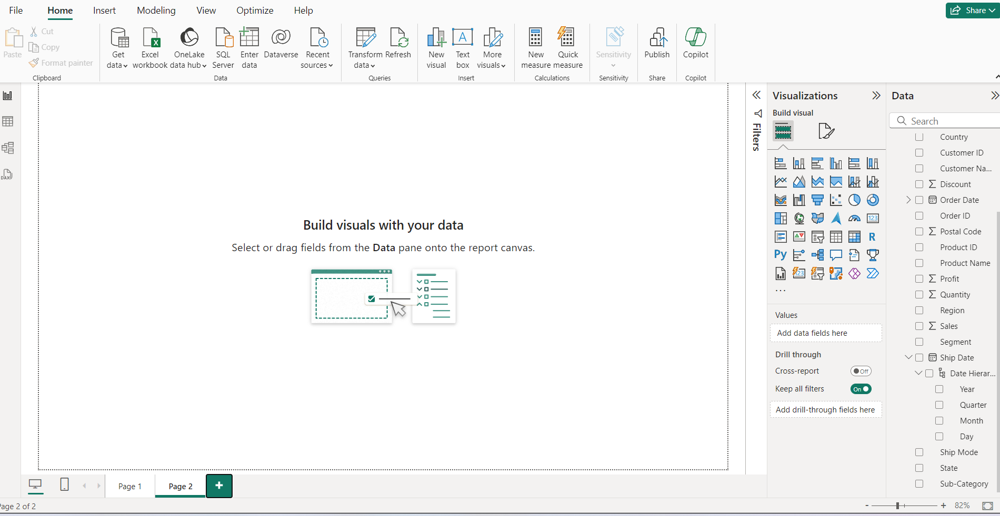 File Home Insert Modeling View Optimize Help Share
Paste Cut
Copy
Format painter
Clipboard
Get data
Excel workbook
OneLake data hub
SQL Server
Enter data
Dataverse
Recent sources
Data
Transform data
Refresh
Queries
New visual
Text box
More visuals
Insert
New measure
Quick measure
Calculations
Sensitivity
Sensitivity
Publish
Share
Copilot
Copilot
DAX
Build visuals with your data
Select or drag fields from the Data pane onto the report canvas.
Filters
Visualizations
Build visual
123
R
Py
123
...
Values
Add data fields here
Drill through
Cross-report Off
Keep all filters On
Add drill-through fields here
Data
Search
Country
Customer ID
Customer Na...
Σ Discount
Order Date
Order ID
Σ Postal Code
Product ID
Product Name
Σ Profit
Σ Quantity
Region
Σ Sales
Segment
Ship Date
Date Hierar...
Year
Quarter
Month
Day
Ship Mode
State
Sub-Category
Page 1 Page 2 +
Page 2 of 2
- + 82%